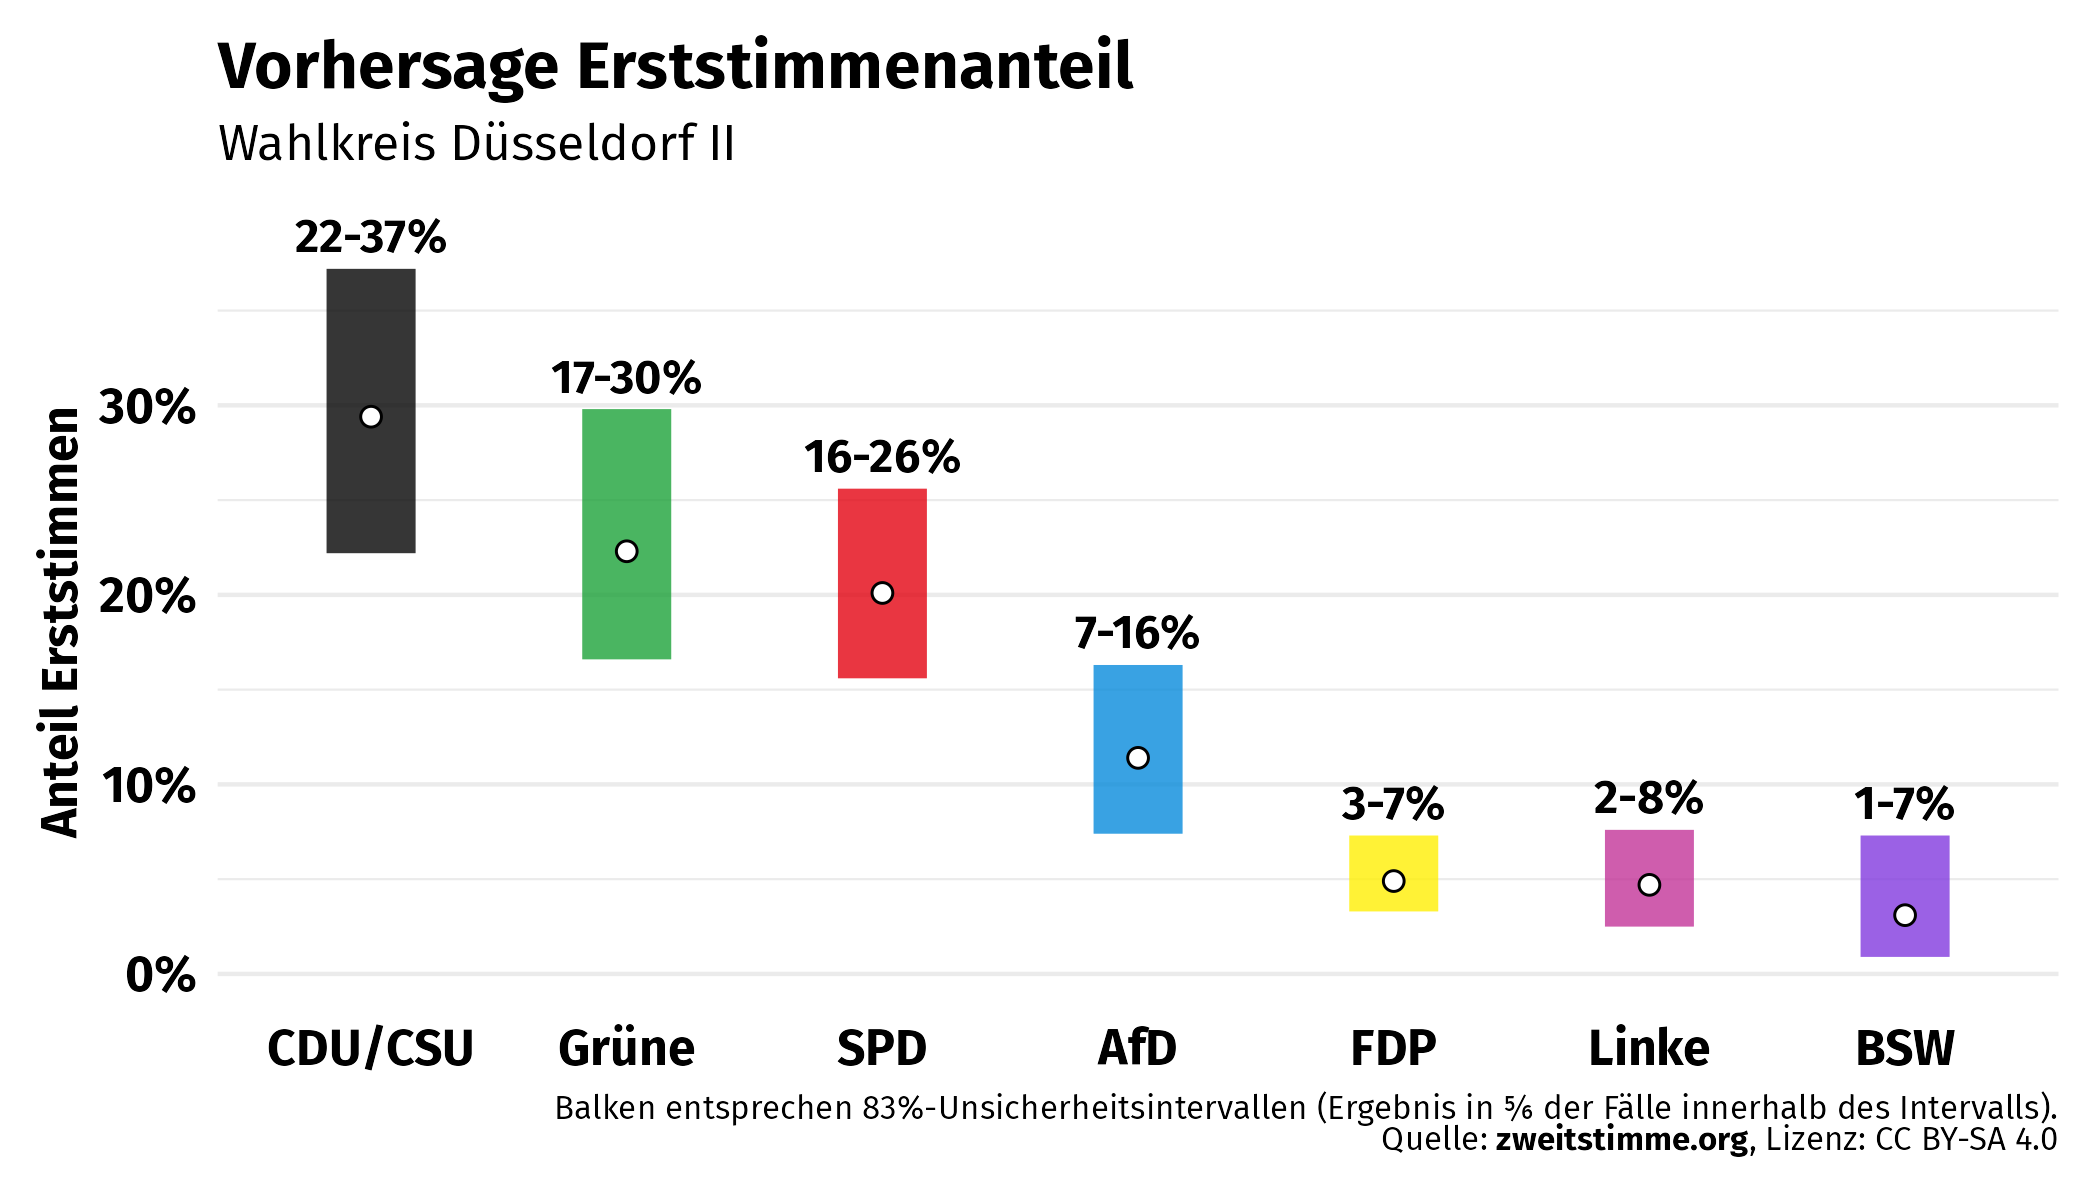 Vorhersage Erststimmenanteil
Wahlkreis Düsseldorf II
22-37%
17-30%
16-26%
7-16%
3-7%
2-8%
1-7%
Anteil Erststimmen
30%
20%
10%
0%
CDU/CSU Grüne SPD AfD FDP Linke BSW
Balken entsprechen 83%-Unsicherheitsintervallen (Ergebnis in ⅚ der Fälle innerhalb des Intervalls).
Quelle: zweitstimme.org, Lizenz: CC BY-SA 4.0